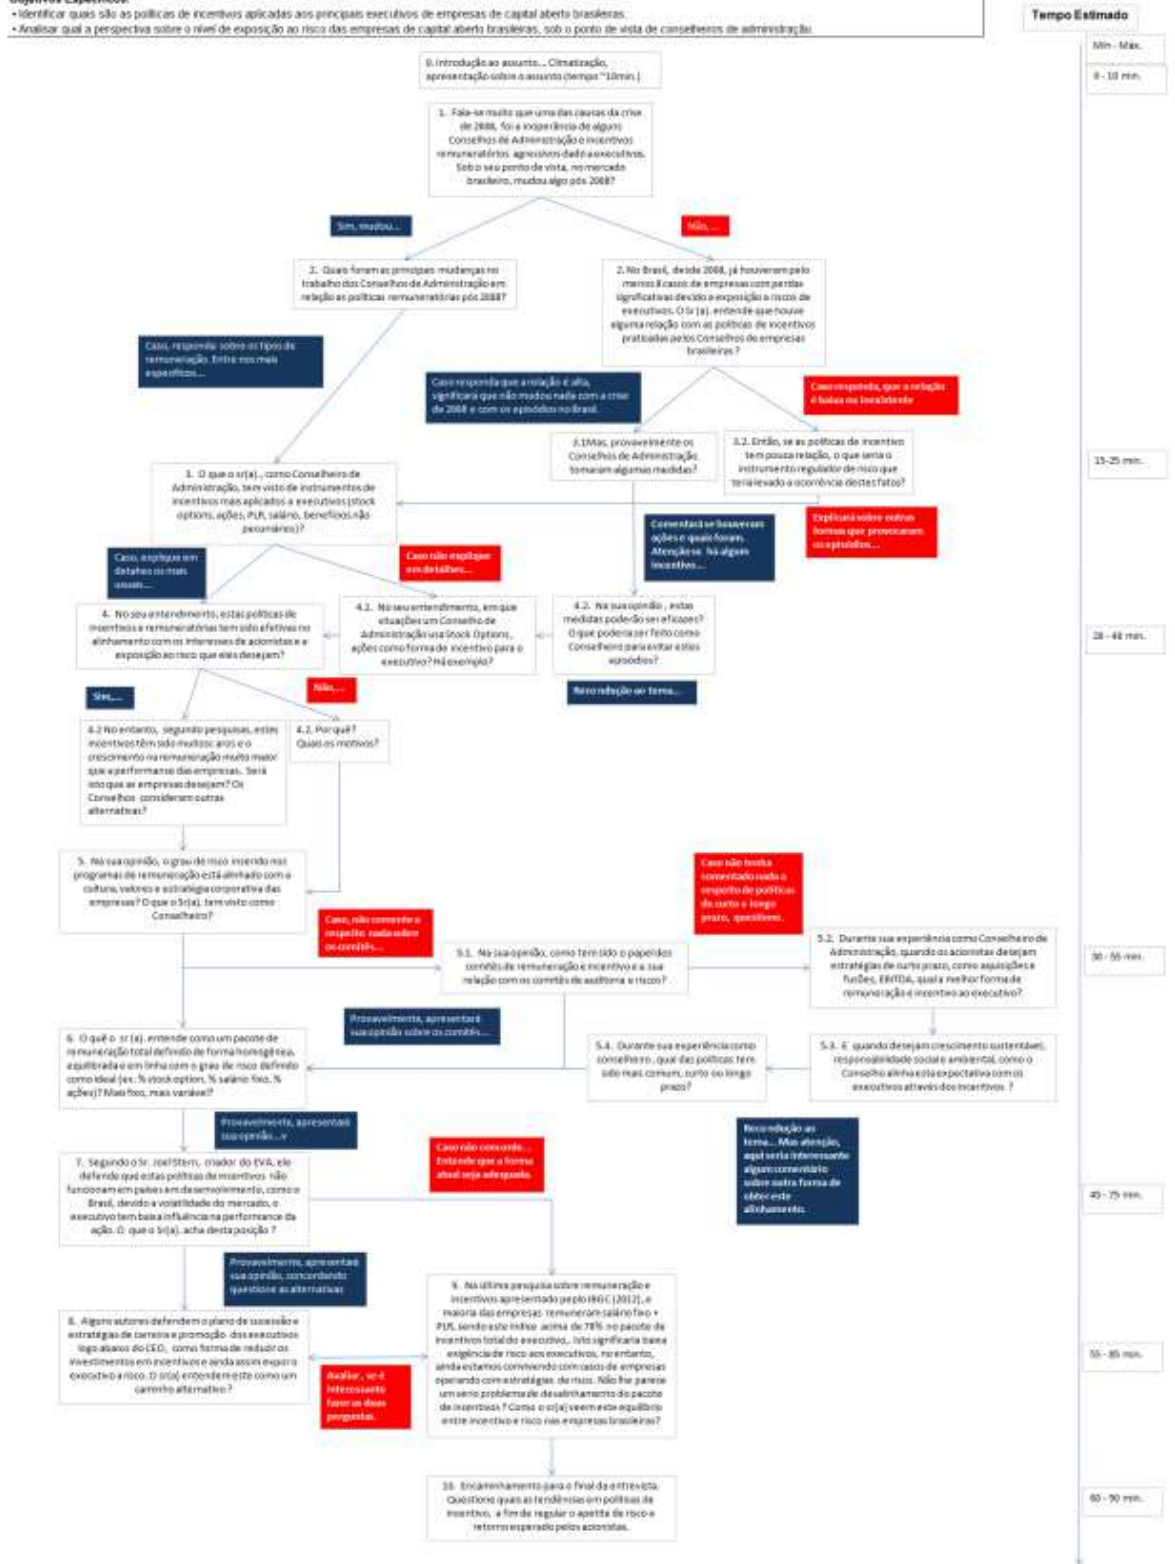 Objetivos Específicos:
• Identificar quais são as políticas de incentivos aplicadas aos principais executivos de empresas de capital aberto brasileiras.
• Analisar qual a perspectiva sobre o nível de exposição ao risco das empresas de capital aberto brasileiras, sob o ponto de vista de conselheiros de administração.
Tempo Estimado
Min - Máx.
0. Introdução ao assunto... Climatização,
apresentação sobre o assunto (tempo ~10min.)
8 - 10 min.
1. Fala-se muito que uma das causas da crise
de 2008, foi a inoperância de alguns
Conselhos de Administração e incentivos
remuneratórios agressivos dado a executivos.
Sob o seu ponto de vista, no mercado
brasileiro, mudou algo pós 2008?
Sim, mudou...
Não, ...
2. Quais foram as principais mudanças no
trabalho dos Conselhos de Administração em
relação as políticas remuneratórias pós 2008?
2. No Brasil, desde 2008, já houveram pelo
menos 8 casos de empresas com perdas
significativas devido a exposição a riscos de
executivos. O Sr (a). entende que houve
alguma relação com as políticas de incentivos
praticadas pelos Conselhos de empresas
brasileiras ?
Caso, responda sobre os tipos de
remuneração. Entre nos mais
específicos...
Caso responda que a relação é alta,
significara que não mudou nada com a crise
de 2008 e com os episódios no Brasil.
Caso responda, que a relação
é baixa ou inexistente
3.1 Mas, provavelmente os
Conselhos de Administração
tomaram algumas medidas?
3.2. Então, se as políticas de incentivo
tem pouca relação, o que seria o
instrumento regulador de risco que
teria levado a ocorrência destes fatos?
15-25 min.
3. O que o sr(a)., como Conselheiro de
Administração, tem visto de instrumentos de
incentivos mais aplicados a executivos (stock
options, ações, PLR, salário, benefícios não
pecuniários)?
Comentará se houveram
ações e quais foram.
Atenção se há algum
incentivo...
Explicará sobre outras
formas que provocaram
os episódios...
Caso, explique em
detalhes os mais
usuais...
Caso não explique
em detalhes...
4. No seu entendimento, estas políticas de
incentivos e remuneratórias tem sido efetivas no
alinhamento com os interesses de acionistas e a
exposição ao risco que eles desejam?
4.1. No seu entendimento, em que
situações um Conselho de
Administração usa Stock Options,
ações como forma de incentivo para o
executivo? Há exemplo?
4.2. Na sua opinião , estas
medidas poderão ser eficazes?
O que poderia ser feito como
Conselheiro para evitar estes
episódios?
Recondução ao tema...
Sim,...
Não,...
4.2 No entanto, segundo pesquisas, estes
incentivos têm sido muitos caros e o
crescimento na remuneração muito maior
que a performance das empresas. Será
isto que as empresas desejam? Os
Conselhos consideram outras
alternativas?
4.2. Por quê?
Quais os motivos?
5. Na sua opinião, o grau de risco inserido nos
programas de remuneração está alinhado com a
cultura, valores e estratégia corporativa das
empresas? O que o Sr(a). tem visto como
Conselheiro?
Caso, não comente a
respeito nada sobre
os comitês...
Caso não tenha
comentado nada a
respeito de políticas
de curto e longo
prazo, questione.
5.1. Na sua opinião, como tem sido o papel dos
comitês de remuneração e incentivo e a sua
relação com os comitês de auditoria e riscos?
5.2. Durante sua experiência como Conselheiro de
Administração, quando os acionistas desejam
estratégias de curto prazo, como aquisições e
fusões, EBITDA, qual a melhor forma de
remuneração e incentivo ao executivo?
30 - 55 min.
Provavelmente, apresentará
sua opinião sobre os comitês...
6. O quê o sr (a). entende como um pacote de
remuneração total definido de forma homogênea,
equilibrada e em linha com o grau de risco definido
como ideal (ex. % stock option, % salário fixo, %
ações)? Mais fixo, mais variável?
5.4. Durante sua experiência como
conselheiro , qual das políticas tem
sido mais comum, curto ou longo
prazo?
5.3. E quando desejam crescimento sustentável,
responsabilidade social e ambiental, como o
Conselho alinha esta expectativa com os
executivos através dos incentivos ?
Provavelmente, apresentará
sua opinião...v
Caso não concorde...
Entende que a forma
atual seja adequada.
Recondução ao
tema... Mas atenção,
aqui seria interessante
algum comentário
sobre outra forma de
obter este
alinhamento.
7. Segundo o Sr. Joel Stern, criador do EVA, ele
defende que estas políticas de incentivos não
funcionam em países em desenvolvimento, como o
Brasil, devido a volatilidade do mercado, o
executivo tem baixa influência na performance da
ação. O que o Sr(a). acha desta posição ?
45 - 75 min.
Provavelmente, apresentará
sua opinião, concordando
questione as alternativas
8. Alguns autores defendem o plano de sucessão e
estratégias de carreira e promoção dos executivos
logo abaixo do CEO, como forma de reduzir os
investimentos em incentivos e ainda assim expor o
executivo a risco. O sr(a) entendem este como um
caminho alternativo ?
Avaliar, se é
interessante
fazer as duas
perguntas.
9. Na última pesquisa sobre remuneração e
incentivos apresentado peplo IBGC (2012), a
maioria das empresas remuneram salário fixo +
PLR, sendo este índice acima de 78% no pacote de
incentivos total do executivo,. Isto significaria baixa
exigência de risco aos executivos, no entanto,
ainda estamos convivendo com casos de empresas
operando com estratégias de risco. Não lhe parece
um serio problema de desalinhamento do pacote
de incentivos ? Como o sr(a) veem este equilíbrio
entre incentivo e risco nas empresas brasileiras?
55 - 85 min.
10. Encaminhamento para o final da entrevista.
Questione quais as tendências em políticas de
incentivo, a fim de regular o apetite de risco e
retorno esperado pelos acionistas.
60 - 90 min.